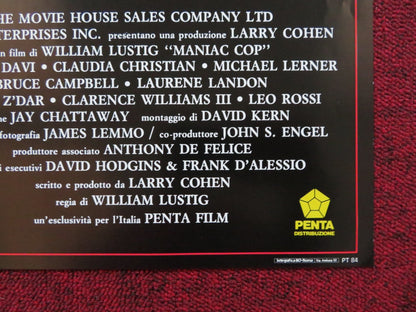 THE MOVIE HOUSE SALES COMPANY LTD
TERPRISES INC. presentano una produzione LARRY COHEN
n film di WILLIAM LUSTIG "MANIAC COP"
DAVI • CLAUDIA CHRISTIAN • MICHAEL LERNER
BRUCE CAMPBELL • LAURENE LANDON
Z'DAR • CLARENCE WILLIAMS III • LEO ROSSI
ne JAY CHATTAWAY montaggio di DAVID KERN
fotografia JAMES LEMMO / co-produttore JOHN S. ENGEL
produttore associato ANTHONY DE FELICE
i esecutivi DAVID HODGINS & FRANK D'ALESSIO
scritto e prodotto da LARRY COHEN
regia di WILLIAM LUSTIG
un'esclusività per l'Italia PENTA FILM
PENTA
DISTRIBUZIONE
PT 84